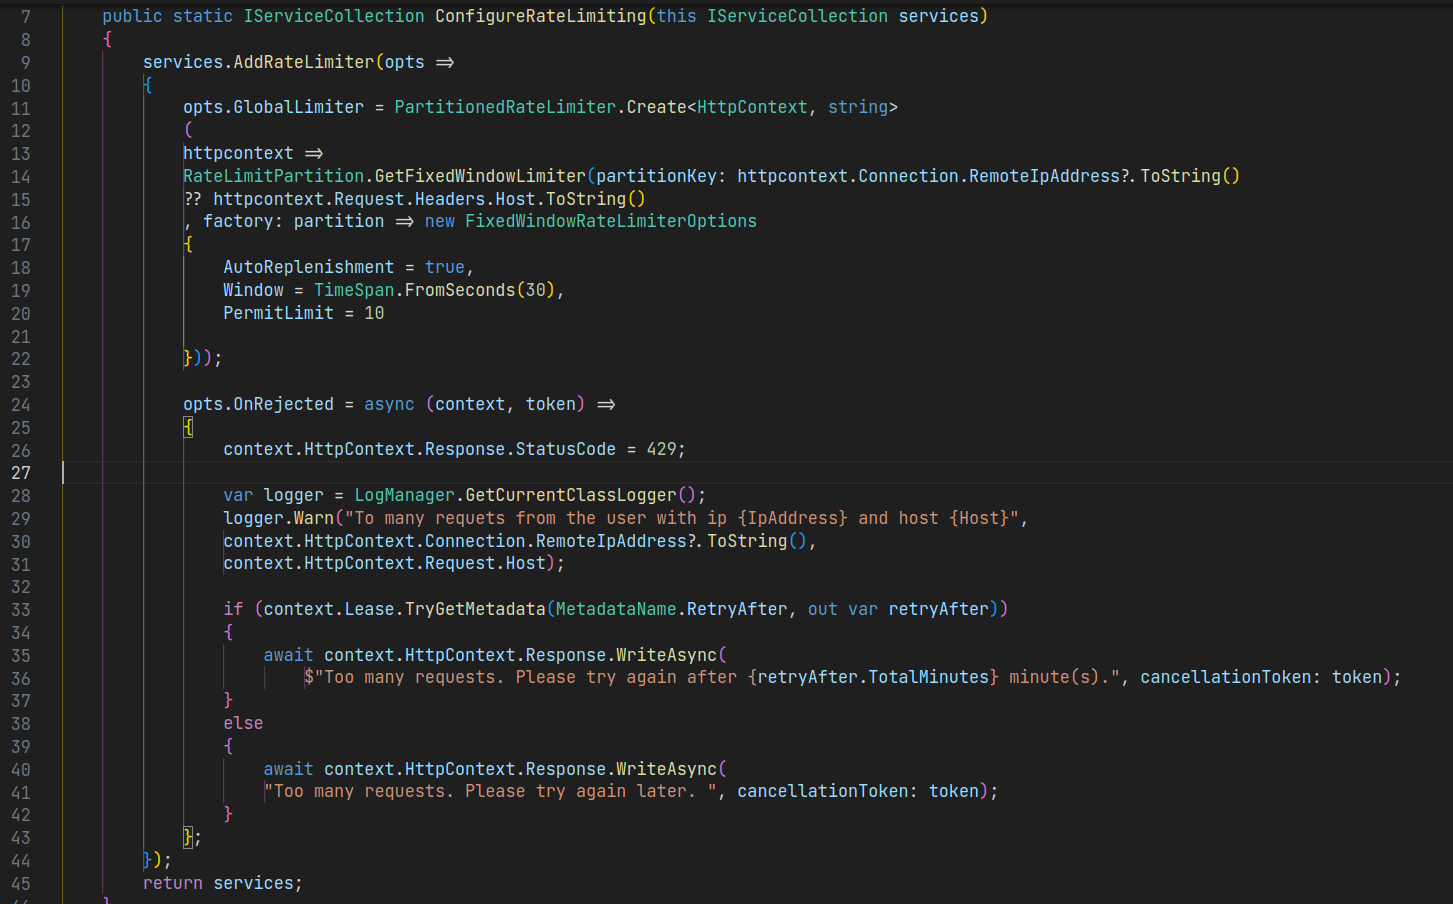 7 public static IServiceCollection ConfigureRateLimiting(this IServiceCollection services)
8 {
9 services.AddRateLimiter(opts =>
10 {
11 opts.GlobalLimiter = PartitionedRateLimiter.Create<HttpContext, string>
12 (
13 httpcontext =>
14 RateLimitPartition.GetFixedWindowLimiter(partitionKey: httpcontext.Connection.RemoteIpAddress?.ToString()
15 ?? httpcontext.Request.Headers.Host.ToString()
16 , factory: partition => new FixedWindowRateLimiterOptions
17 {
18 AutoReplenishment = true,
19 Window = TimeSpan.FromSeconds(30),
20 PermitLimit = 10
21
22 }));
23
24 opts.OnRejected = async (context, token) =>
25 {
26 context.HttpContext.Response.StatusCode = 429;
27
28 var logger = LogManager.GetCurrentClassLogger();
29 logger.Warn("To many requets from the user with ip {IpAddress} and host {Host}",
30 context.HttpContext.Connection.RemoteIpAddress?.ToString(),
31 context.HttpContext.Request.Host);
32
33 if (context.Lease.TryGetMetadata(MetadataName.RetryAfter, out var retryAfter))
34 {
35 await context.HttpContext.Response.WriteAsync(
36 $"Too many requests. Please try again after {retryAfter.TotalMinutes} minute(s).", cancellationToken: token);
37 }
38 else
39 {
40 await context.HttpContext.Response.WriteAsync(
41 "Too many requests. Please try again later. ", cancellationToken: token);
42 }
43 };
44 });
45 return services;